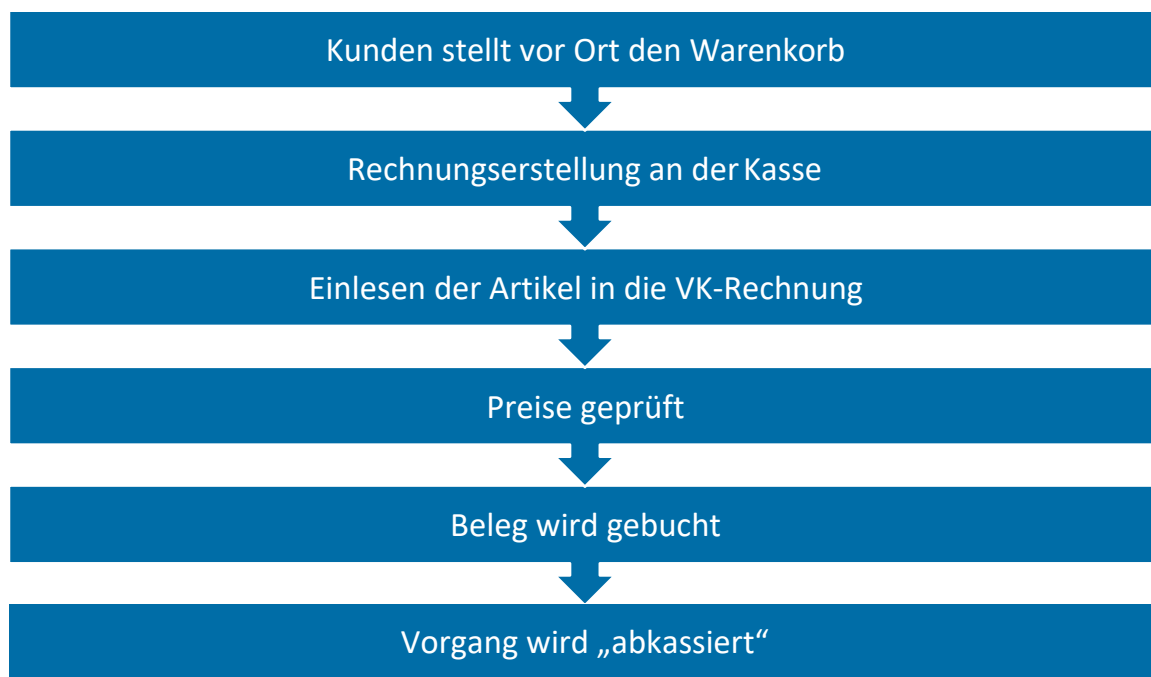 Kunden stellt vor Ort den Warenkorb
Rechnungserstellung an der Kasse
Einlesen der Artikel in die VK-Rechnung
Preise geprüft
Beleg wird gebucht
Vorgang wird „abkassiert“